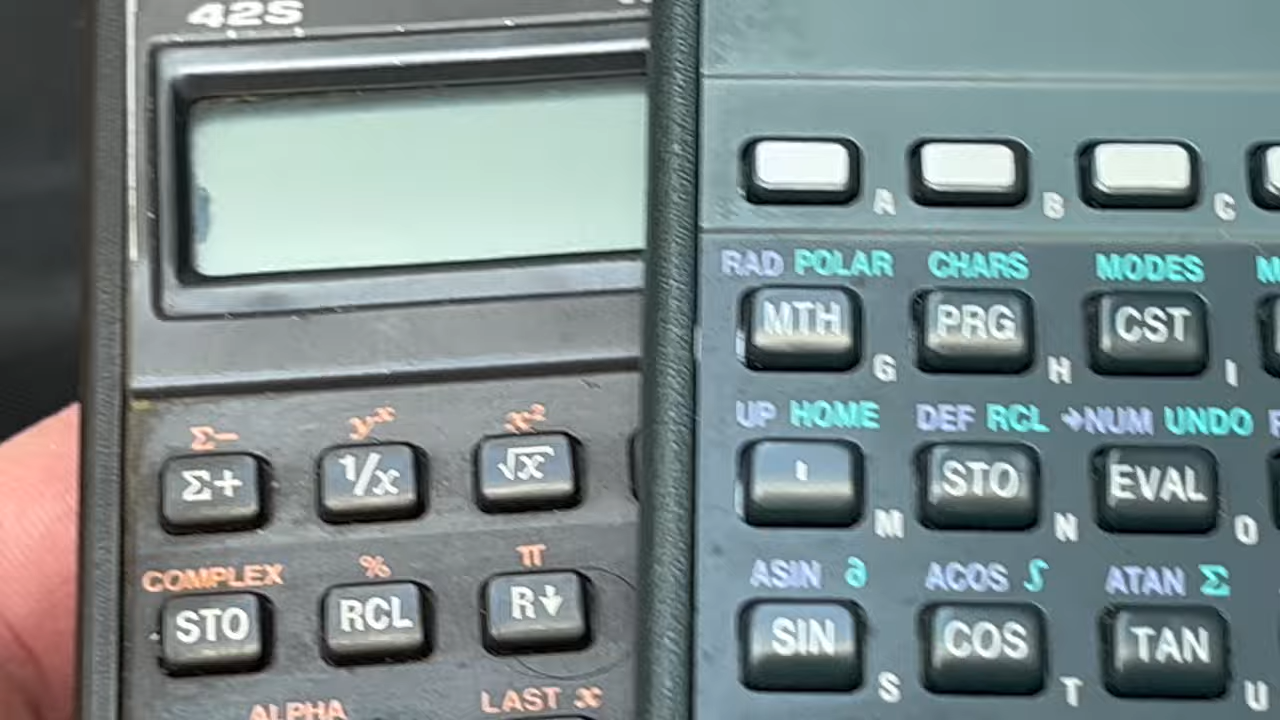 42S
Σ- yˣ x²
Σ+ 1/x √x
COMPLEX % π
STO RCL R↓
ALPHA LAST x
A B C
RAD POLAR CHARS MODES
MTH PRG CST
G H I
UP HOME DEF RCL →NUM UNDO
' STO EVAL
M N O
ASIN ∂ ACOS ∫ ATAN Σ
SIN COS TAN
S T U